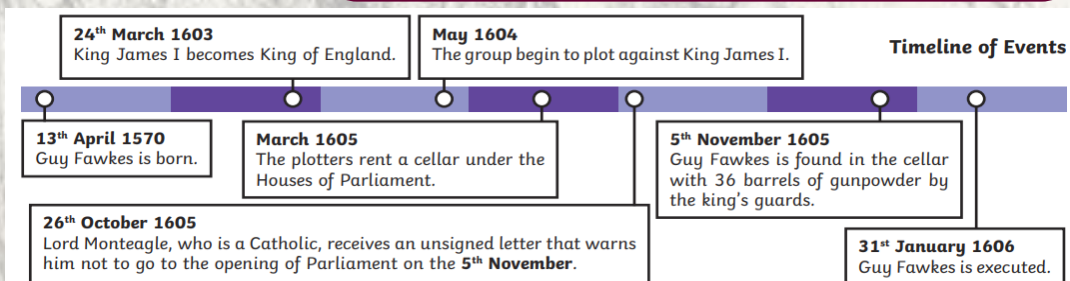 Timeline of Events
13th April 1570
Guy Fawkes is born.
24th March 1603
King James I becomes King of England.
May 1604
The group begin to plot against King James I.
March 1605
The plotters rent a cellar under the
Houses of Parliament.
26th October 1605
Lord Monteagle, who is a Catholic, receives an unsigned letter that warns
him not to go to the opening of Parliament on the 5th November.
5th November 1605
Guy Fawkes is found in the cellar
with 36 barrels of gunpowder by
the king's guards.
31st January 1606
Guy Fawkes is executed.